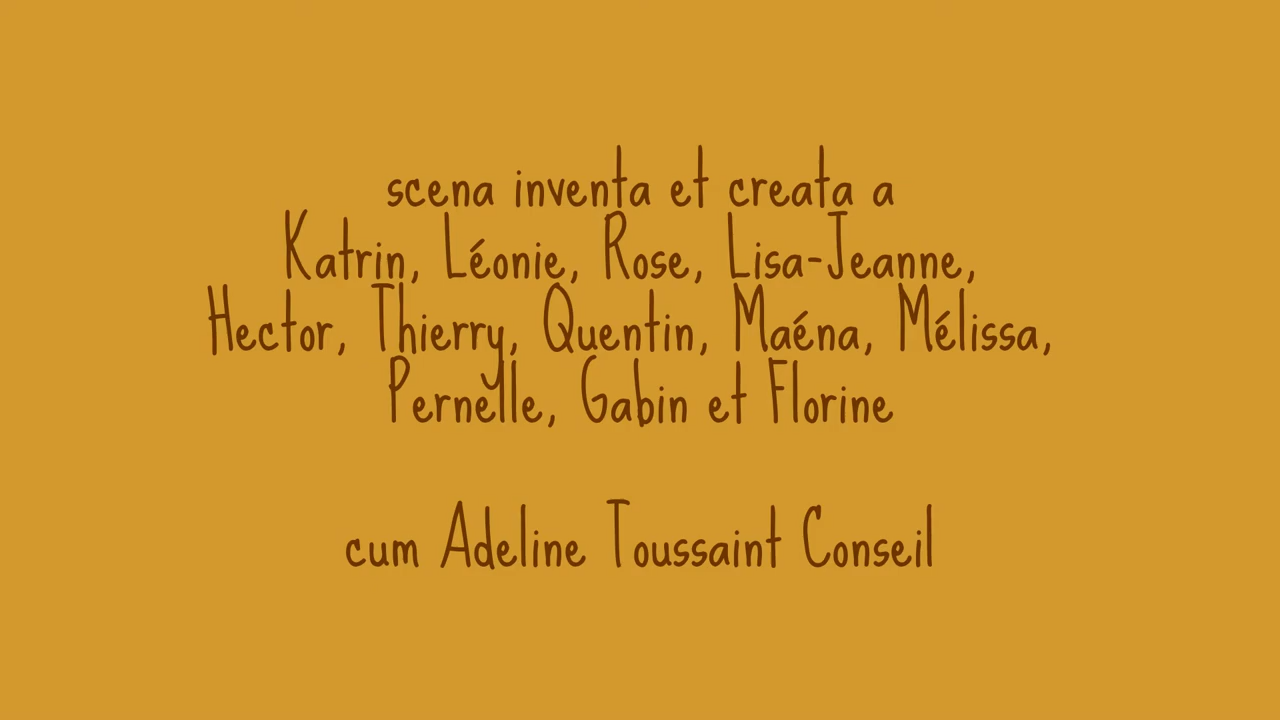 scena inventa et creata a
Katrin, Léonie, Rose, Lisa-Jeanne,
Hector, Thierry, Quentin, Maéna, Mélissa,
Pernelle, Gabin et Florine
cum Adeline Toussaint Conseil